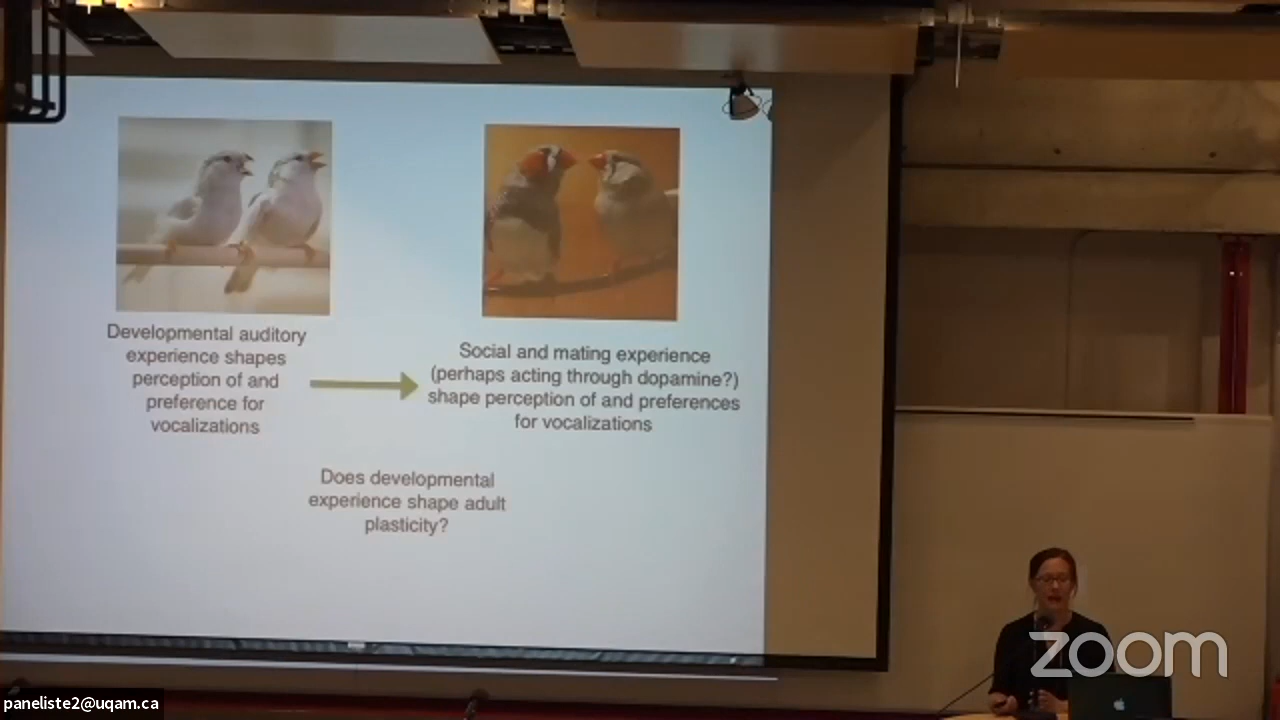 Developmental auditory
experience shapes
perception of and
preference for
vocalizations
Social and mating experience
(perhaps acting through dopamine?)
shape perception of and preferences
for vocalizations
Does developmental
experience shape adult
plasticity?
zoom
paneliste2@uqam.ca